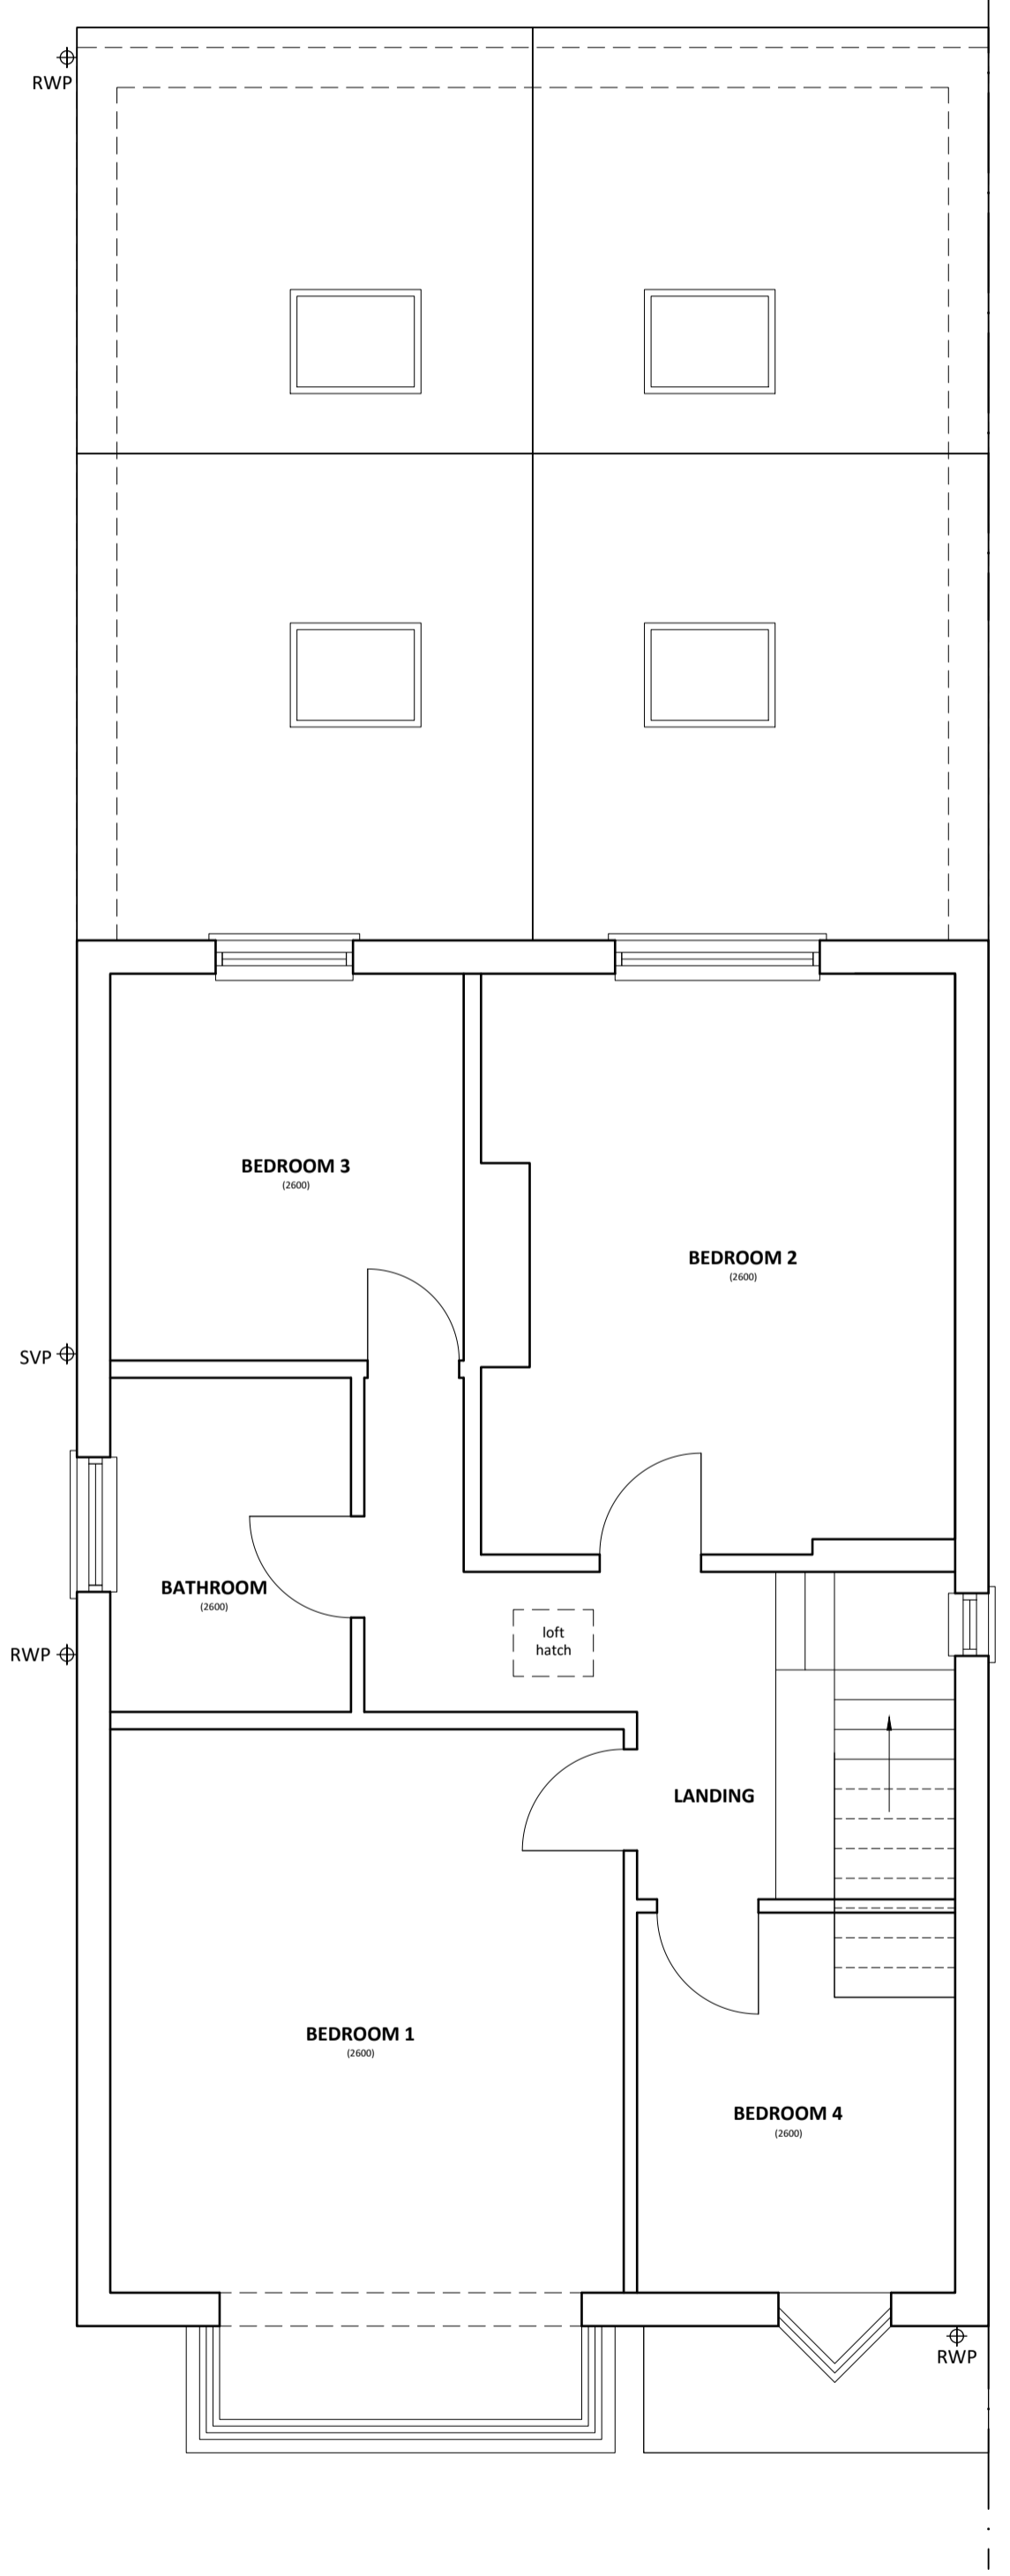 RWP
BEDROOM 3
(2600)
BEDROOM 2
(2600)
SVP
BATHROOM
(2600)
loft
hatch
RWP
LANDING
BEDROOM 1
(2600)
BEDROOM 4
(2600)
RWP